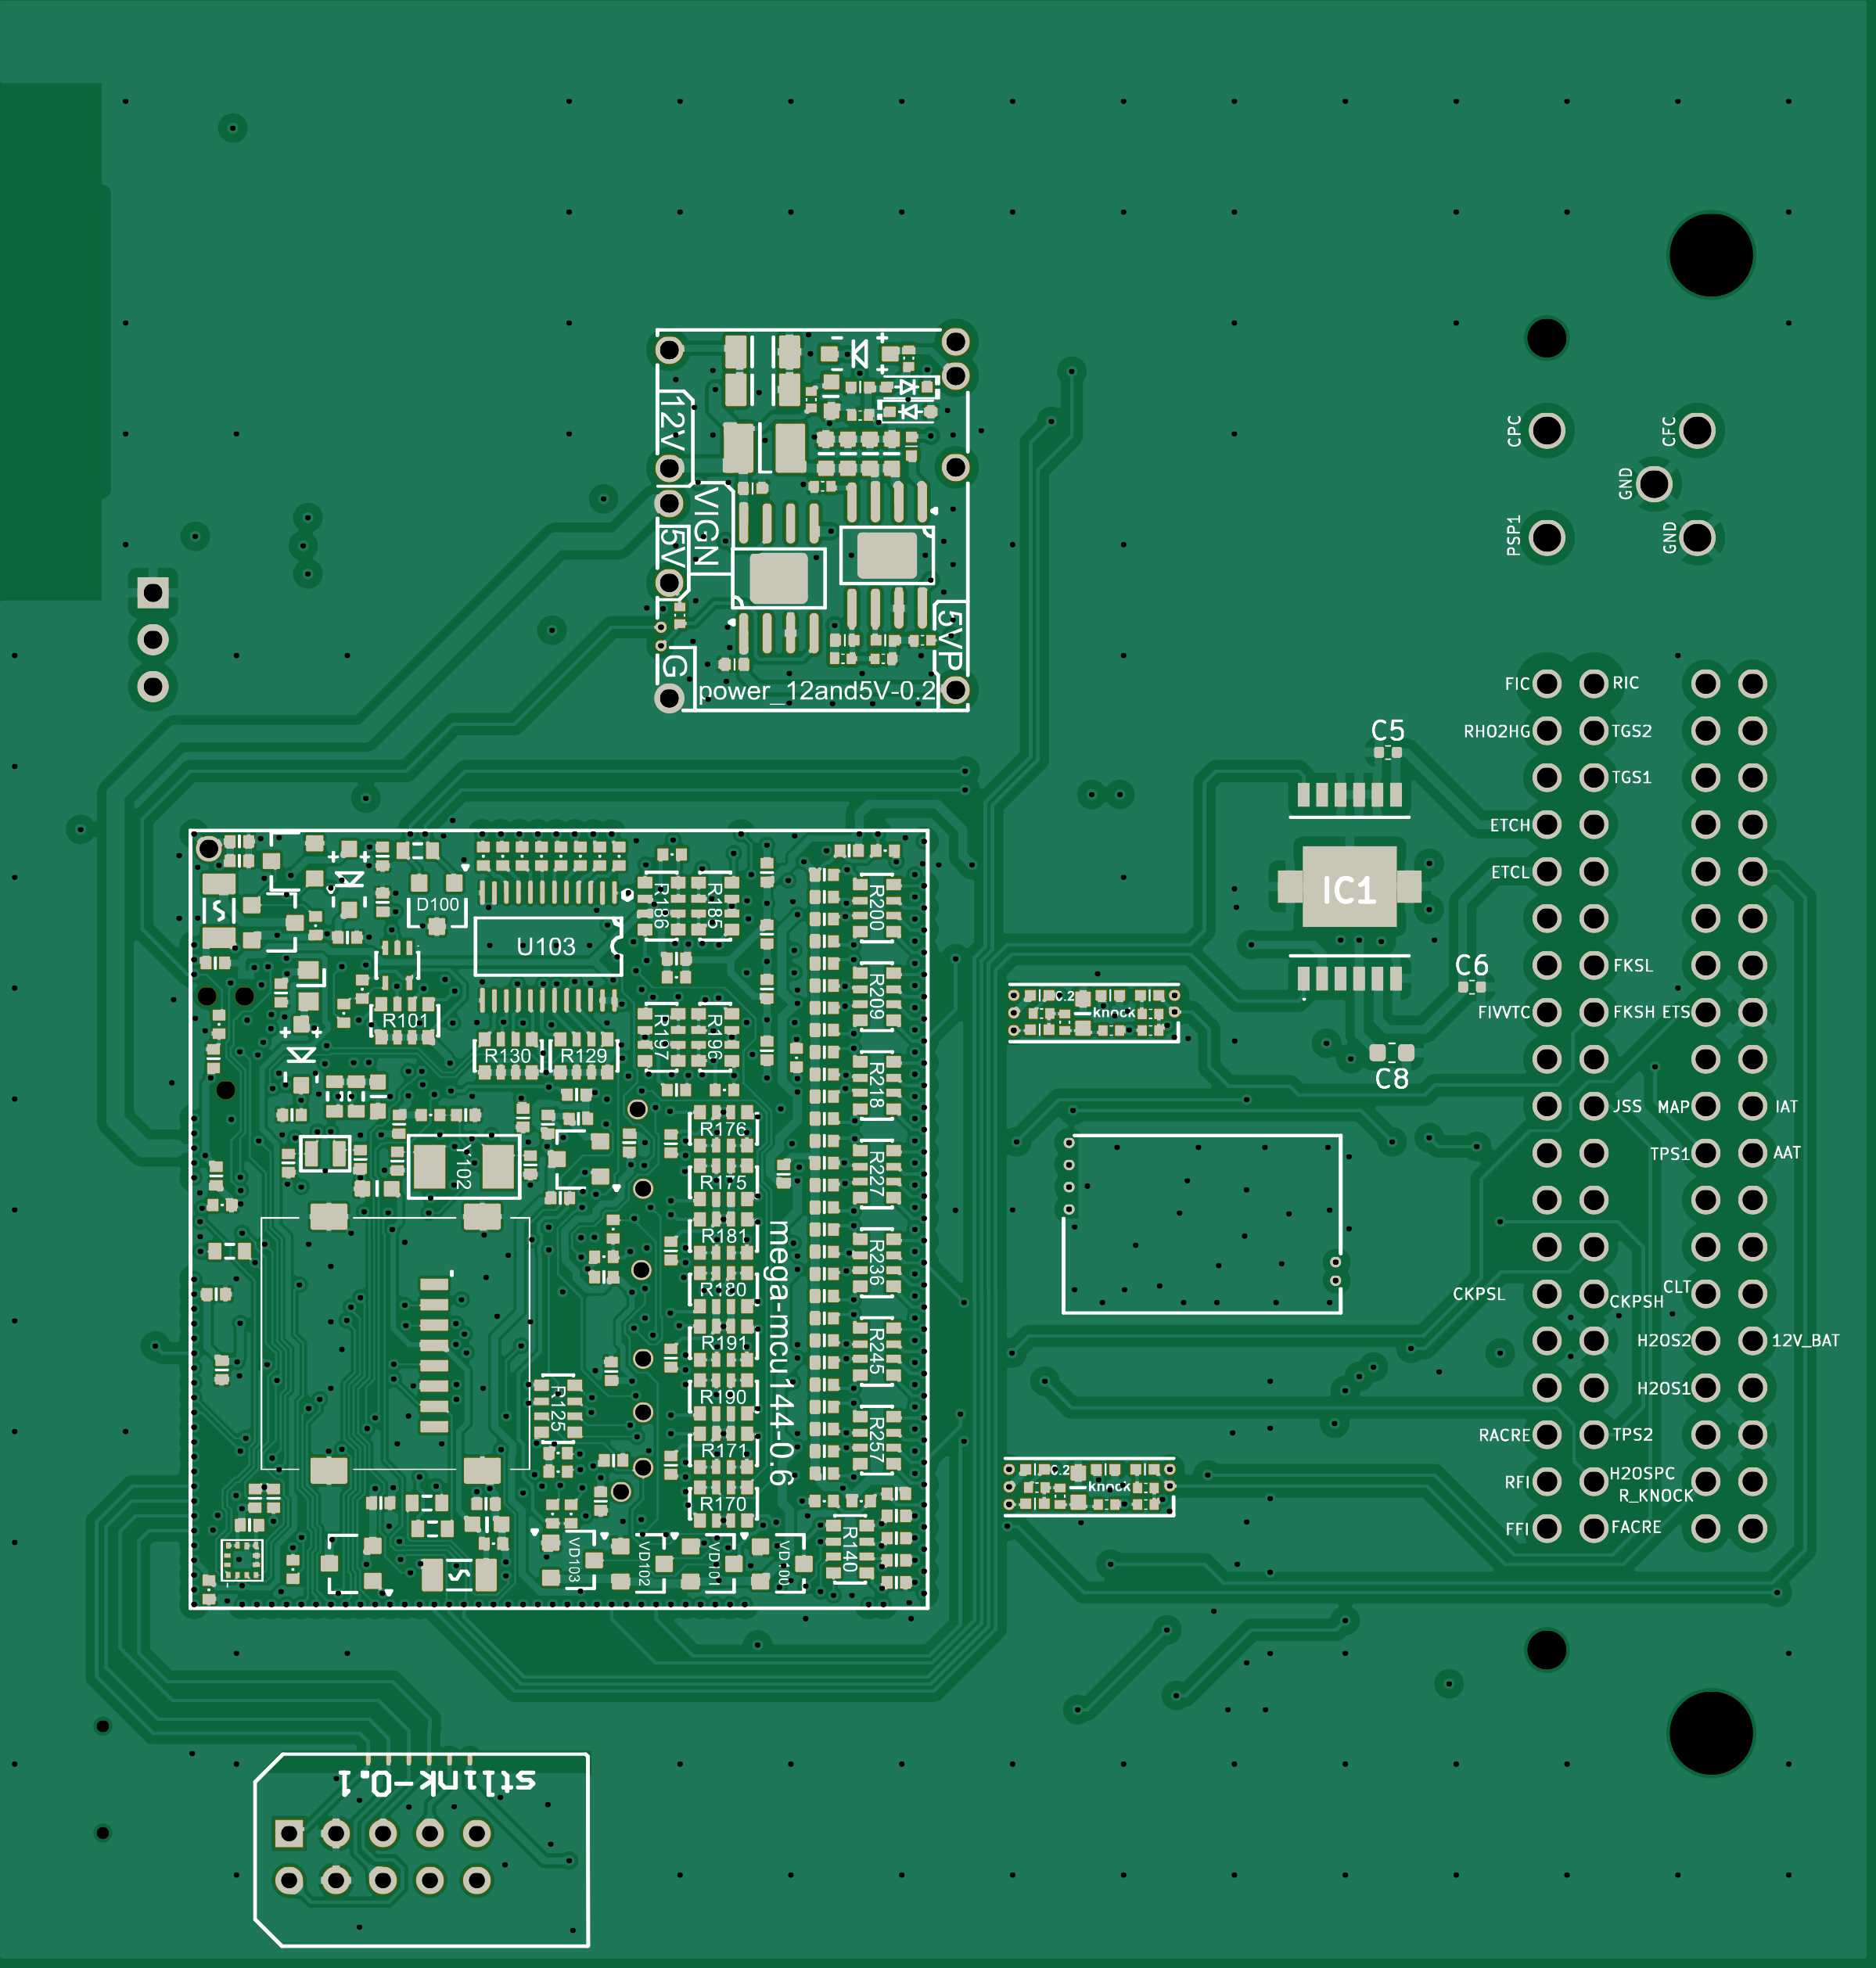 CPC
CFC
GND
PSP1
GND
12V
VIGN
5V
5VP
G
power_12and5V-0.2
FIC
RIC
RHO2HG
TGS2
TGS1
C5
ETCH
ETCL
IC1
FKSL
C6
FIVVTC
FKSH
ETS
C8
JSS
MAP
IAT
TPS1
AAT
CLT
CKPSL
CKPSH
H2OS2
12V_BAT
H2OS1
RACRE
TPS2
RFI
H2OSPC
R_KNOCK
FFI
FACRE
D100
U103
R186
R185
R200
R101
R130
R129
R197
R196
R209
R218
Y102
R176
R175
R227
R181
R180
R236
mega-mcu144-0.6
R191
R190
R245
R125
R171
R170
R257
VD103
VD102
VD101
VD100
R140
knock
knock
stlink-0.1